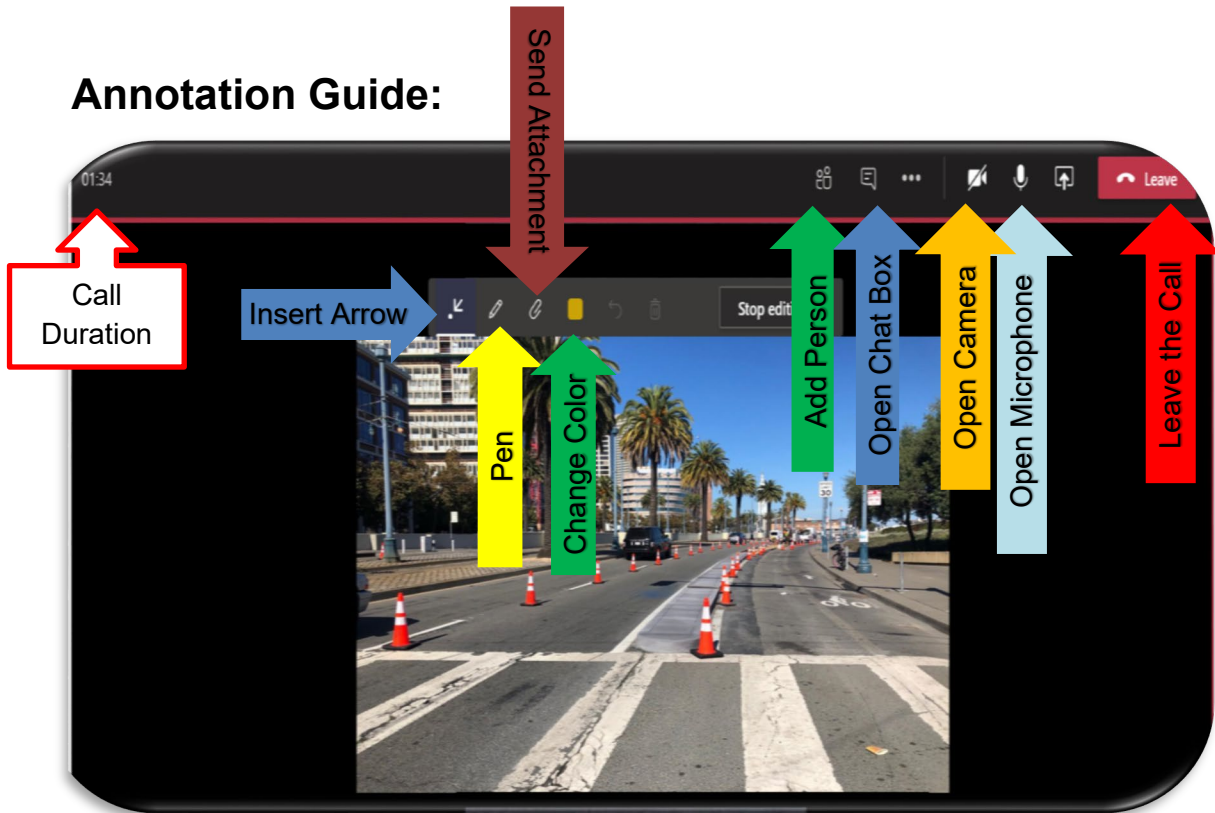 Annotation Guide:
Send Attachment
01:34
Leave
Call
Duration
Insert Arrow
Stop editi
Pen
Change Color
Add Person
Open Chat Box
Open Camera
Open Microphone
Leave the Call
30